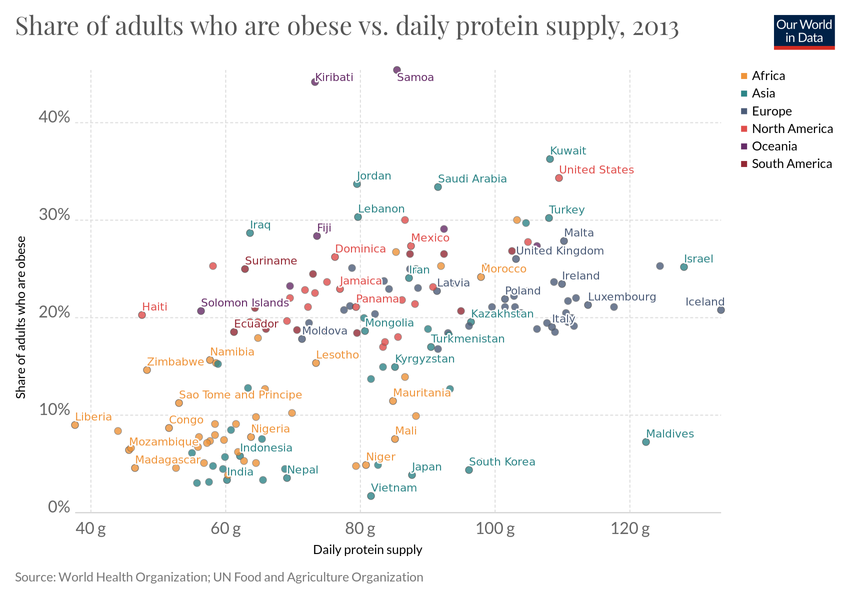 Share of adults who are obese vs. daily protein supply, 2013
Our World
in Data
Africa
Asia
Europe
North America
Oceania
South America
Share of adults who are obese
40%
30%
20%
10%
0%
Kiribati
Samoa
Kuwait
United States
Jordan
Saudi Arabia
Lebanon
Turkey
Iraq
Fiji
Malta
Mexico
Dominica
United Kingdom
Suriname
Israel
Iran
Morocco
Ireland
Jamaica
Latvia
Solomon Islands
Panama
Poland
Luxembourg
Haiti
Iceland
Ecuador
Mongolia
Kazakhstan
Italy
Moldova
Turkmenistan
Namibia
Lesotho
Zimbabwe
Kyrgyzstan
Sao Tome and Principe
Mauritania
Liberia
Congo
Nigeria
Mali
Mozambique
Maldives
Indonesia
Madagascar
Niger
India
Nepal
Japan
South Korea
Vietnam
40 g
60 g
80 g
100 g
120 g
Daily protein supply
Source: World Health Organization; UN Food and Agriculture Organization